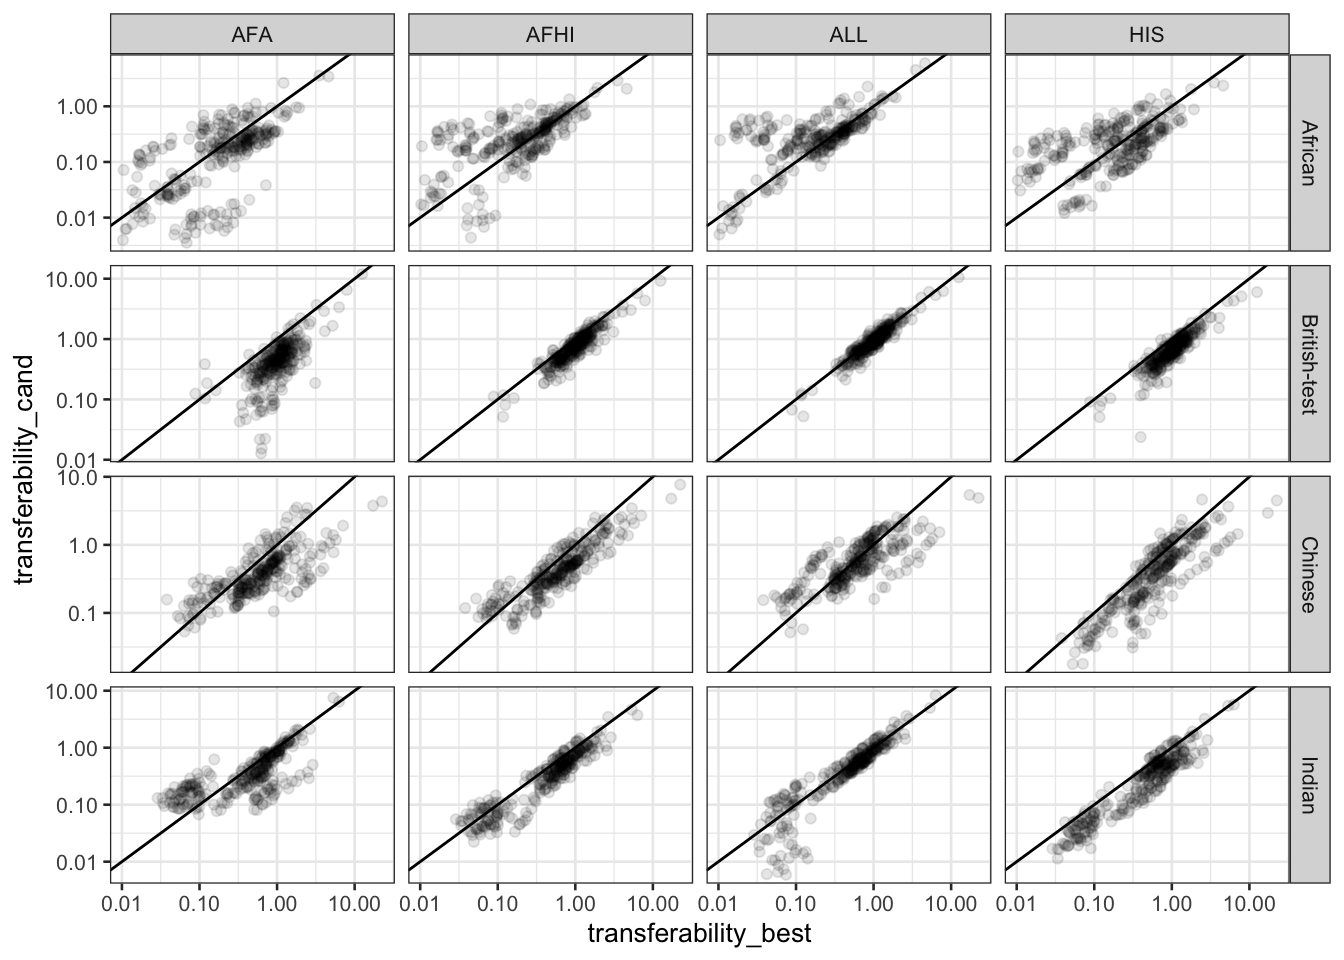 AFA
AFHI
ALL
HIS
1.00
0.10
0.01
African
10.00
1.00
0.10
0.01
British-test
10.0
1.0
0.1
Chinese
10.00
1.00
0.10
0.01
Indian
0.01 0.10 1.00 10.00
0.01 0.10 1.00 10.00
0.01 0.10 1.00 10.00
0.01 0.10 1.00 10.00
transferability_best
transferability_cand